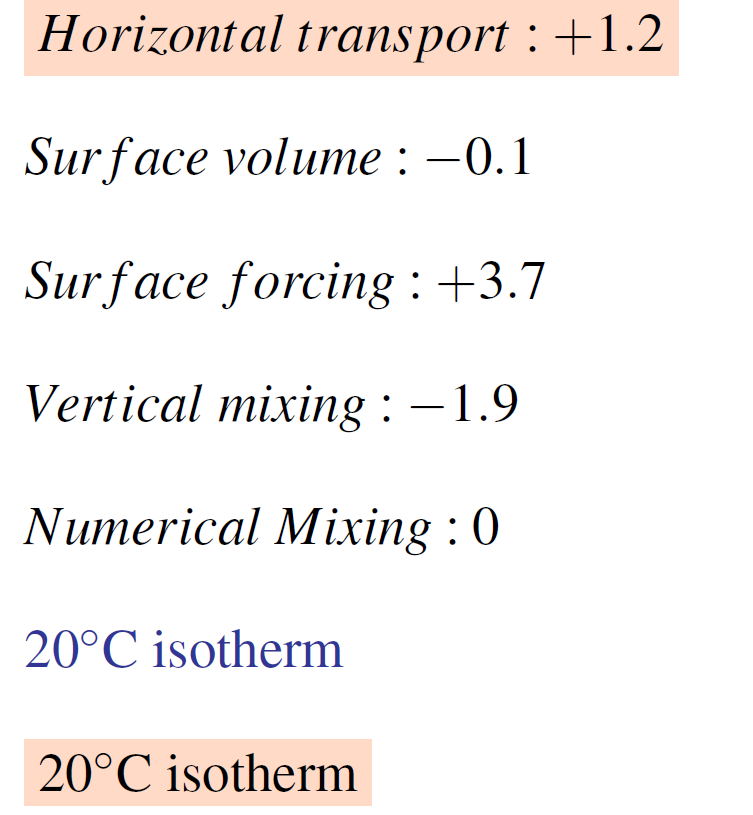 Horizontal transport : +1.2
Surface volume : −0.1
Surface forcing : +3.7
Vertical mixing : −1.9
Numerical Mixing : 0
20°C isotherm
20°C isotherm